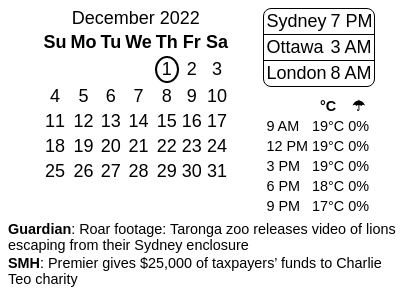 December 2022
Su Mo Tu We Th Fr Sa
1 2 3
4 5 6 7 8 9 10
11 12 13 14 15 16 17
18 19 20 21 22 23 24
25 26 27 28 29 30 31
Sydney 7 PM
Ottawa 3 AM
London 8 AM
°C ☂
9 AM 19°C 0%
12 PM 19°C 0%
3 PM 19°C 0%
6 PM 18°C 0%
9 PM 17°C 0%
Guardian: Roar footage: Taronga zoo releases video of lions
escaping from their Sydney enclosure
SMH: Premier gives $25,000 of taxpayers’ funds to Charlie
Teo charity